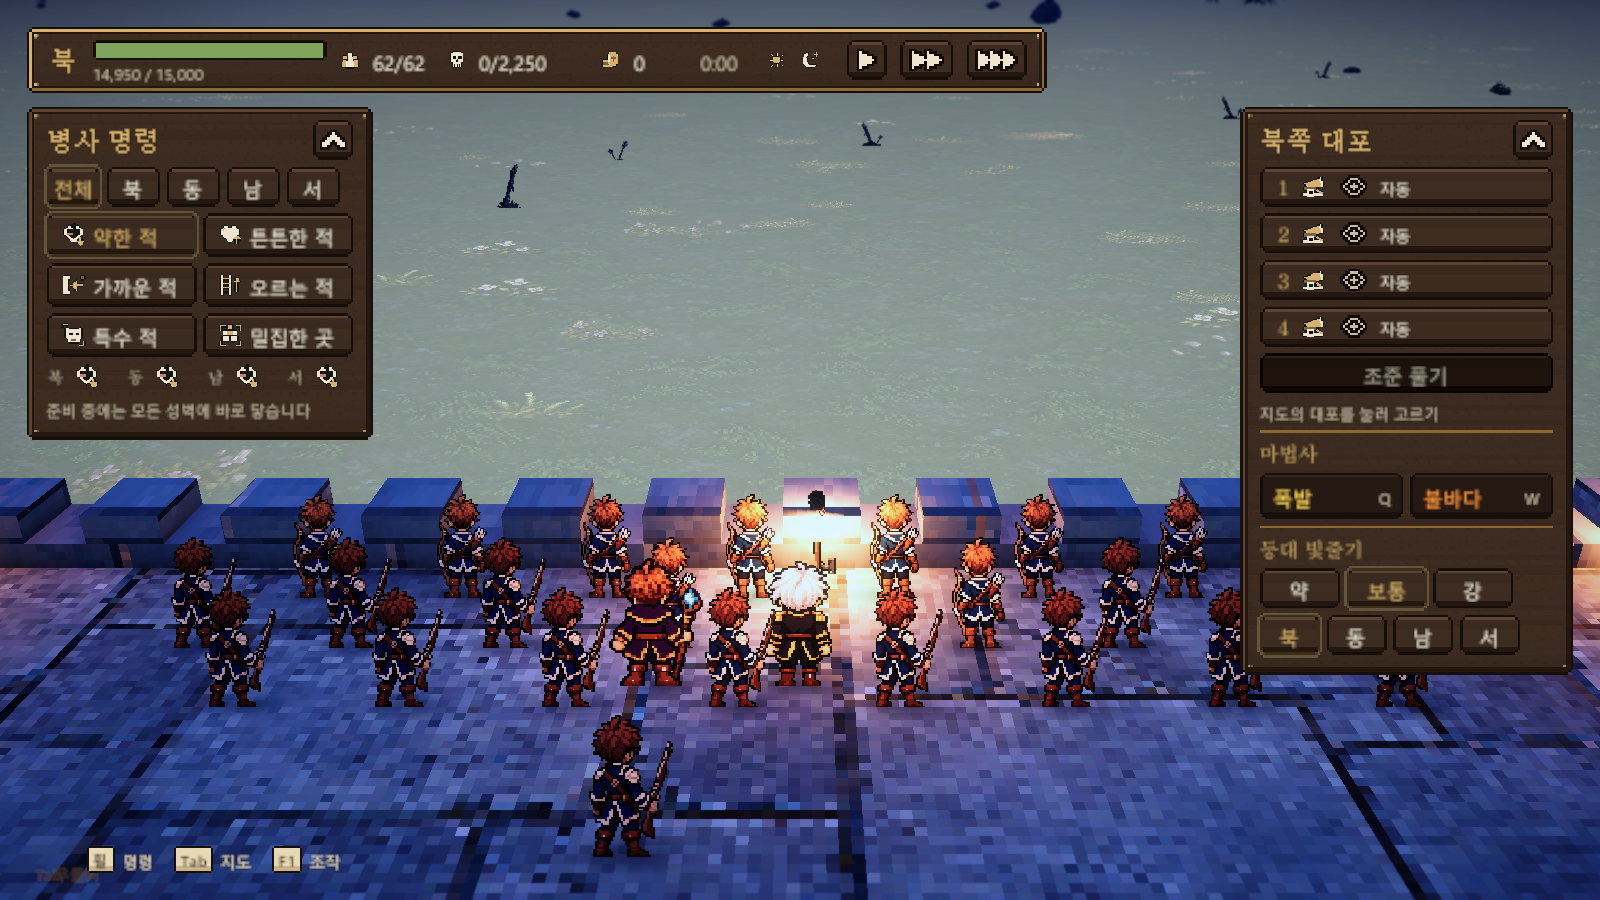 북 14,950 / 15,000 62/62 0/2,250 0 0:00
병사 명령
전체 북 동 남 서
약한 적 튼튼한 적
가까운 적 오르는 적
특수 적 밀집한 곳
북 동 남 서
준비 중에는 모든 성벽에 바로 닿습니다
북쪽 대포
1 자동
2 자동
3 자동
4 자동
조준 풀기
지도의 대포를 눌러 고르기
마법사
폭발 Q 불바다 W
등대 빛줄기
약 보통 강
북 동 남 서
휠 명령 Tab 지도 F1 조작